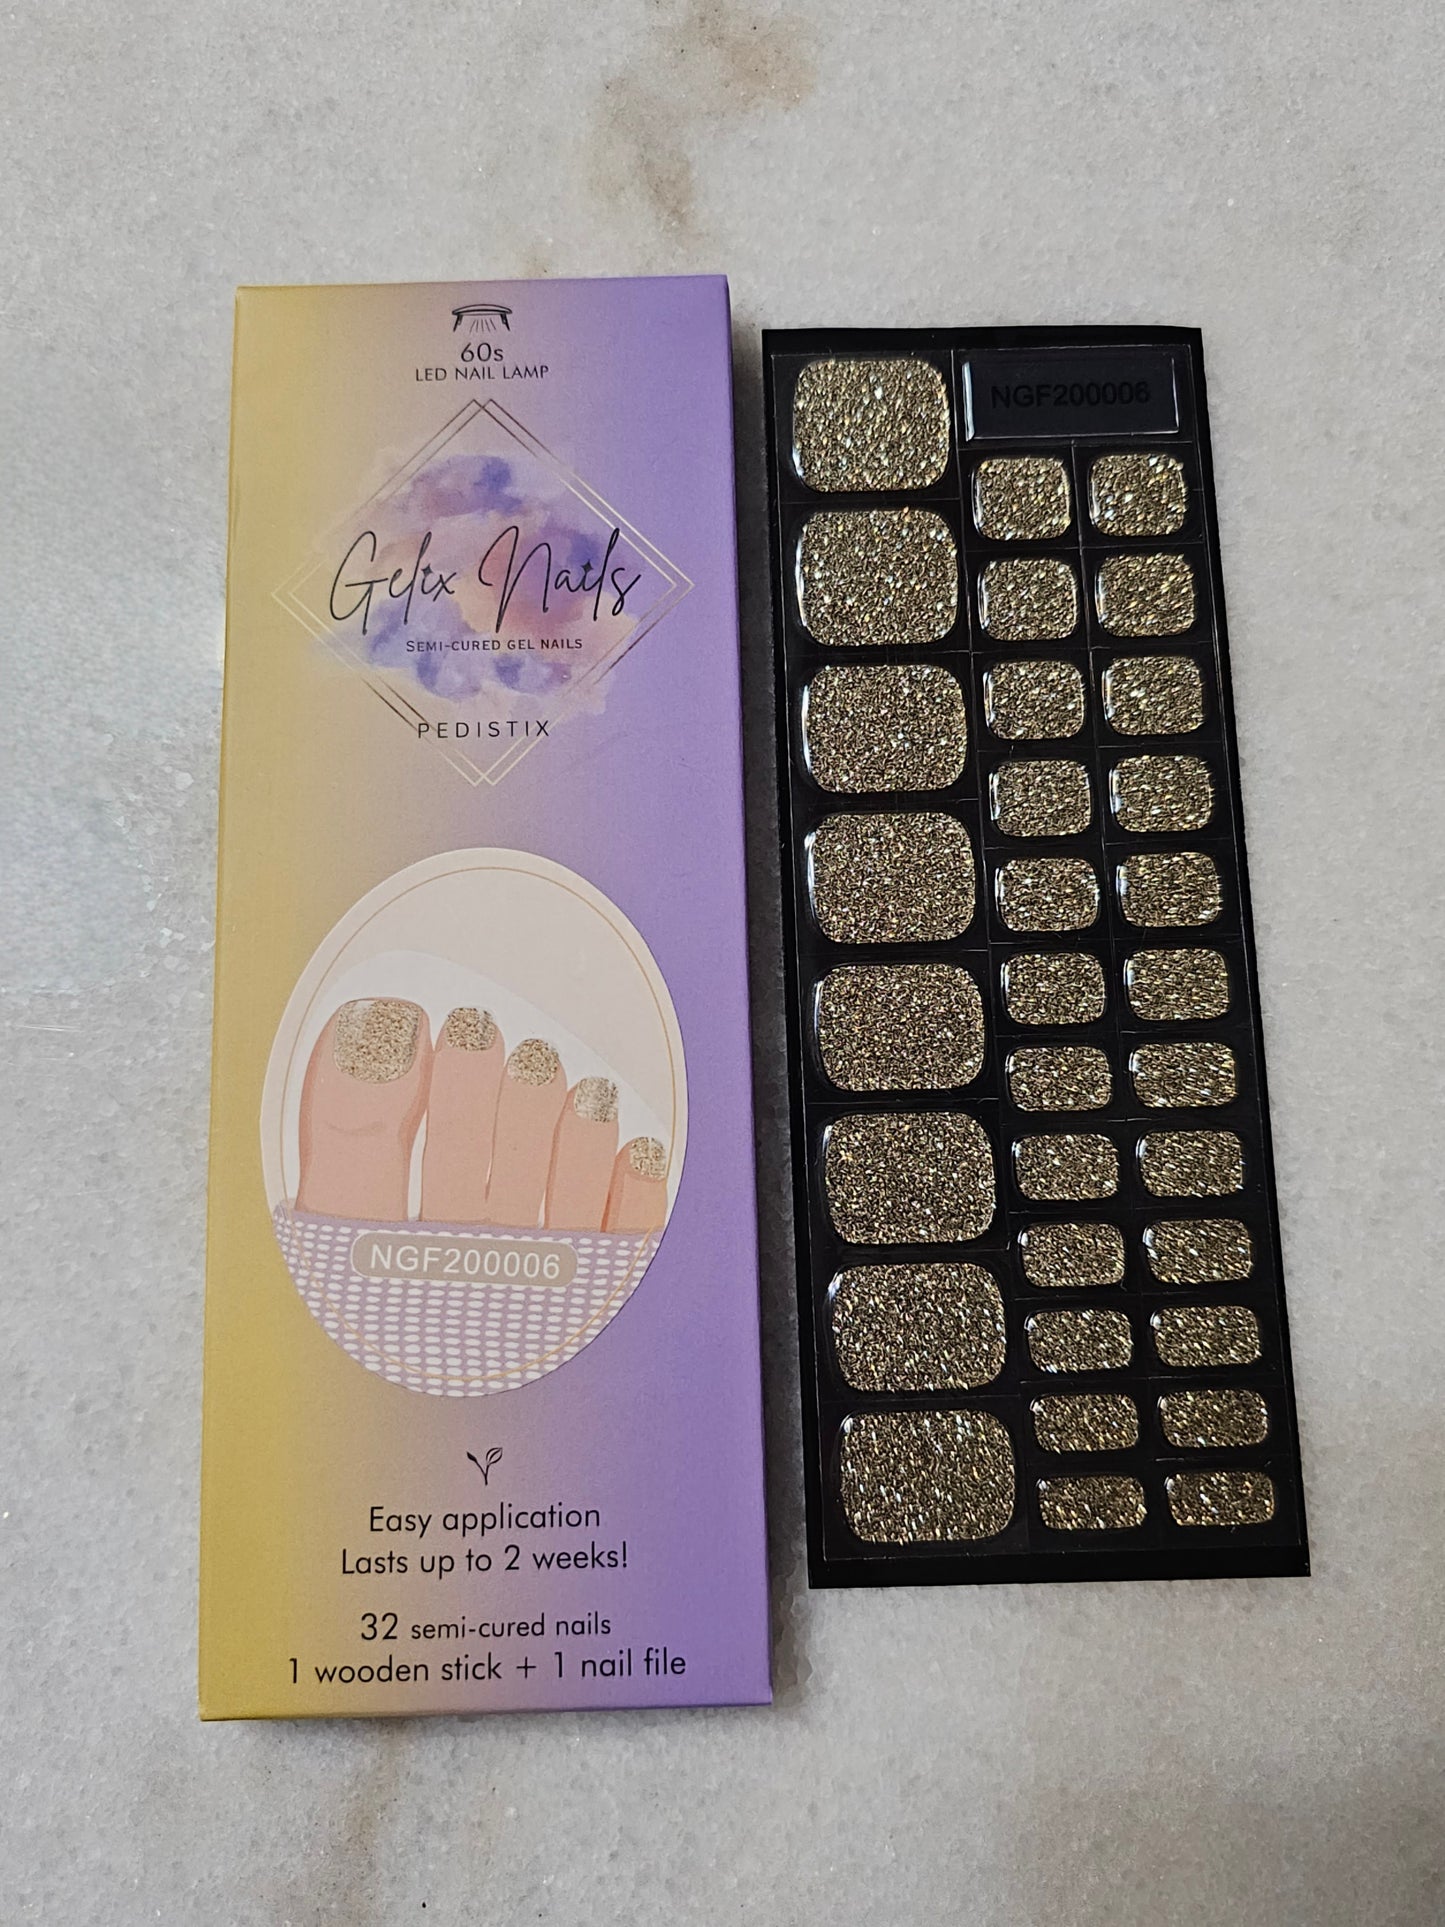 60s
LED NAIL LAMP
Gelix Nails
SEMI-CURED GEL NAILS
PEDISTIX
NGF200006
Easy application
Lasts up to 2 weeks!
32 semi-cured nails
1 wooden stick + 1 nail file
NGF200006